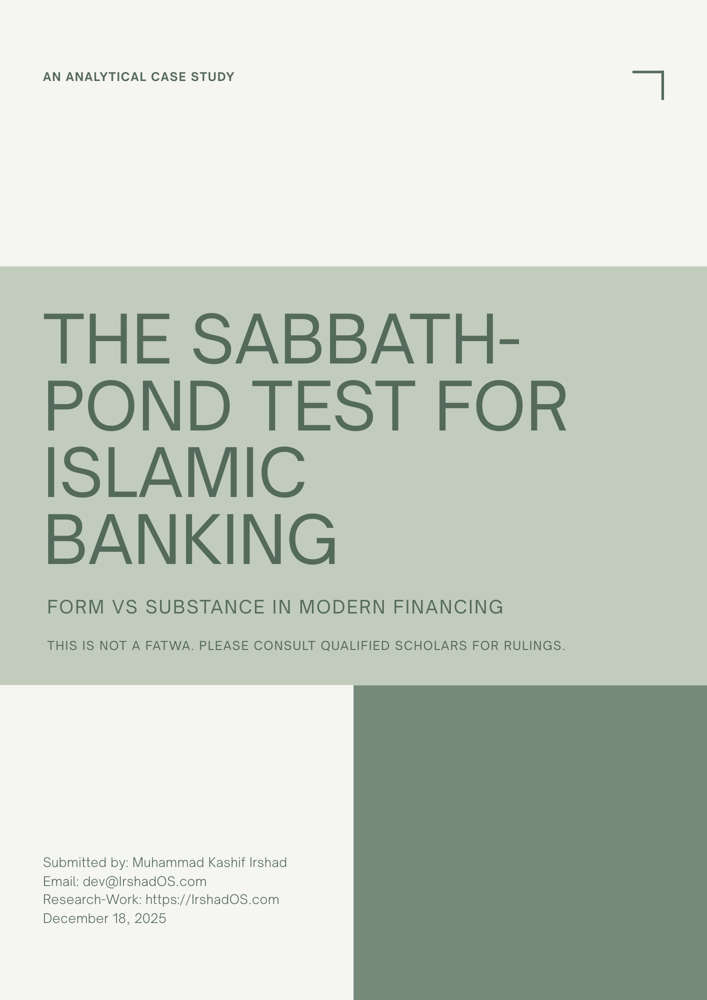 AN ANALYTICAL CASE STUDY
THE SABBATH-
POND TEST FOR
ISLAMIC
BANKING
FORM VS SUBSTANCE IN MODERN FINANCING
THIS IS NOT A FATWA. PLEASE CONSULT QUALIFIED SCHOLARS FOR RULINGS.
Submitted by: Muhammad Kashif Irshad
Email: dev@IrshadOS.com
Research-Work: https://IrshadOS.com
December 18, 2025